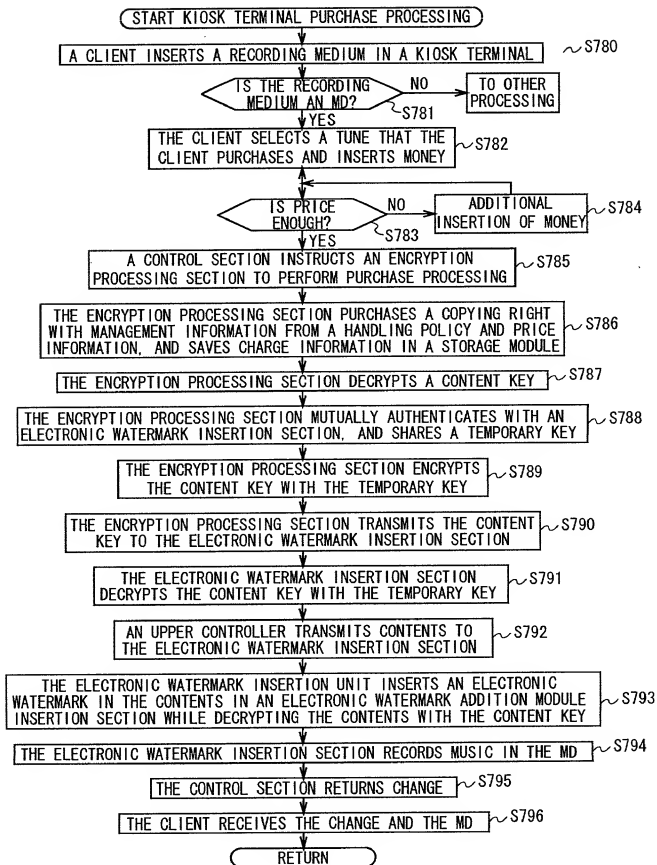 START KIOSK TERMINAL PURCHASE PROCESSING
A CLIENT INSERTS A RECORDING MEDIUM IN A KIOSK TERMINAL
S780
IS THE RECORDING
MEDIUM AN MD?
S781
NO
TO OTHER
PROCESSING
YES
THE CLIENT SELECTS A TUNE THAT THE
CLIENT PURCHASES AND INSERTS MONEY
S782
IS PRICE
ENOUGH?
S783
NO
ADDITIONAL
INSERTION OF MONEY
S784
YES
A CONTROL SECTION INSTRUCTS AN ENCRYPTION
PROCESSING SECTION TO PERFORM PURCHASE PROCESSING
S785
THE ENCRYPTION PROCESSING SECTION PURCHASES A COPYING RIGHT
WITH MANAGEMENT INFORMATION FROM A HANDLING POLICY AND PRICE
INFORMATION, AND SAVES CHARGE INFORMATION IN A STORAGE MODULE
S786
THE ENCRYPTION PROCESSING SECTION DECRYPTS A CONTENT KEY
S787
THE ENCRYPTION PROCESSING SECTION MUTUALLY AUTHENTICATES WITH AN
ELECTRONIC WATERMARK INSERTION SECTION, AND SHARES A TEMPORARY KEY
S788
THE ENCRYPTION PROCESSING SECTION ENCRYPTS
THE CONTENT KEY WITH THE TEMPORARY KEY
S789
THE ENCRYPTION PROCESSING SECTION TRANSMITS THE CONTENT
KEY TO THE ELECTRONIC WATERMARK INSERTION SECTION
S790
THE ELECTRONIC WATERMARK INSERTION SECTION
DECRYPTS THE CONTENT KEY WITH THE TEMPORARY KEY
S791
AN UPPER CONTROLLER TRANSMITS CONTENTS TO
THE ELECTRONIC WATERMARK INSERTION SECTION
S792
THE ELECTRONIC WATERMARK INSERTION UNIT INSERTS AN ELECTRONIC
WATERMARK IN THE CONTENTS IN AN ELECTRONIC WATERMARK ADDITION MODULE
INSERTION SECTION WHILE DECRYPTING THE CONTENTS WITH THE CONTENT KEY
S793
THE ELECTRONIC WATERMARK INSERTION SECTION RECORDS MUSIC IN THE MD
S794
THE CONTROL SECTION RETURNS CHANGE
S795
THE CLIENT RECEIVES THE CHANGE AND THE MD
S796
RETURN